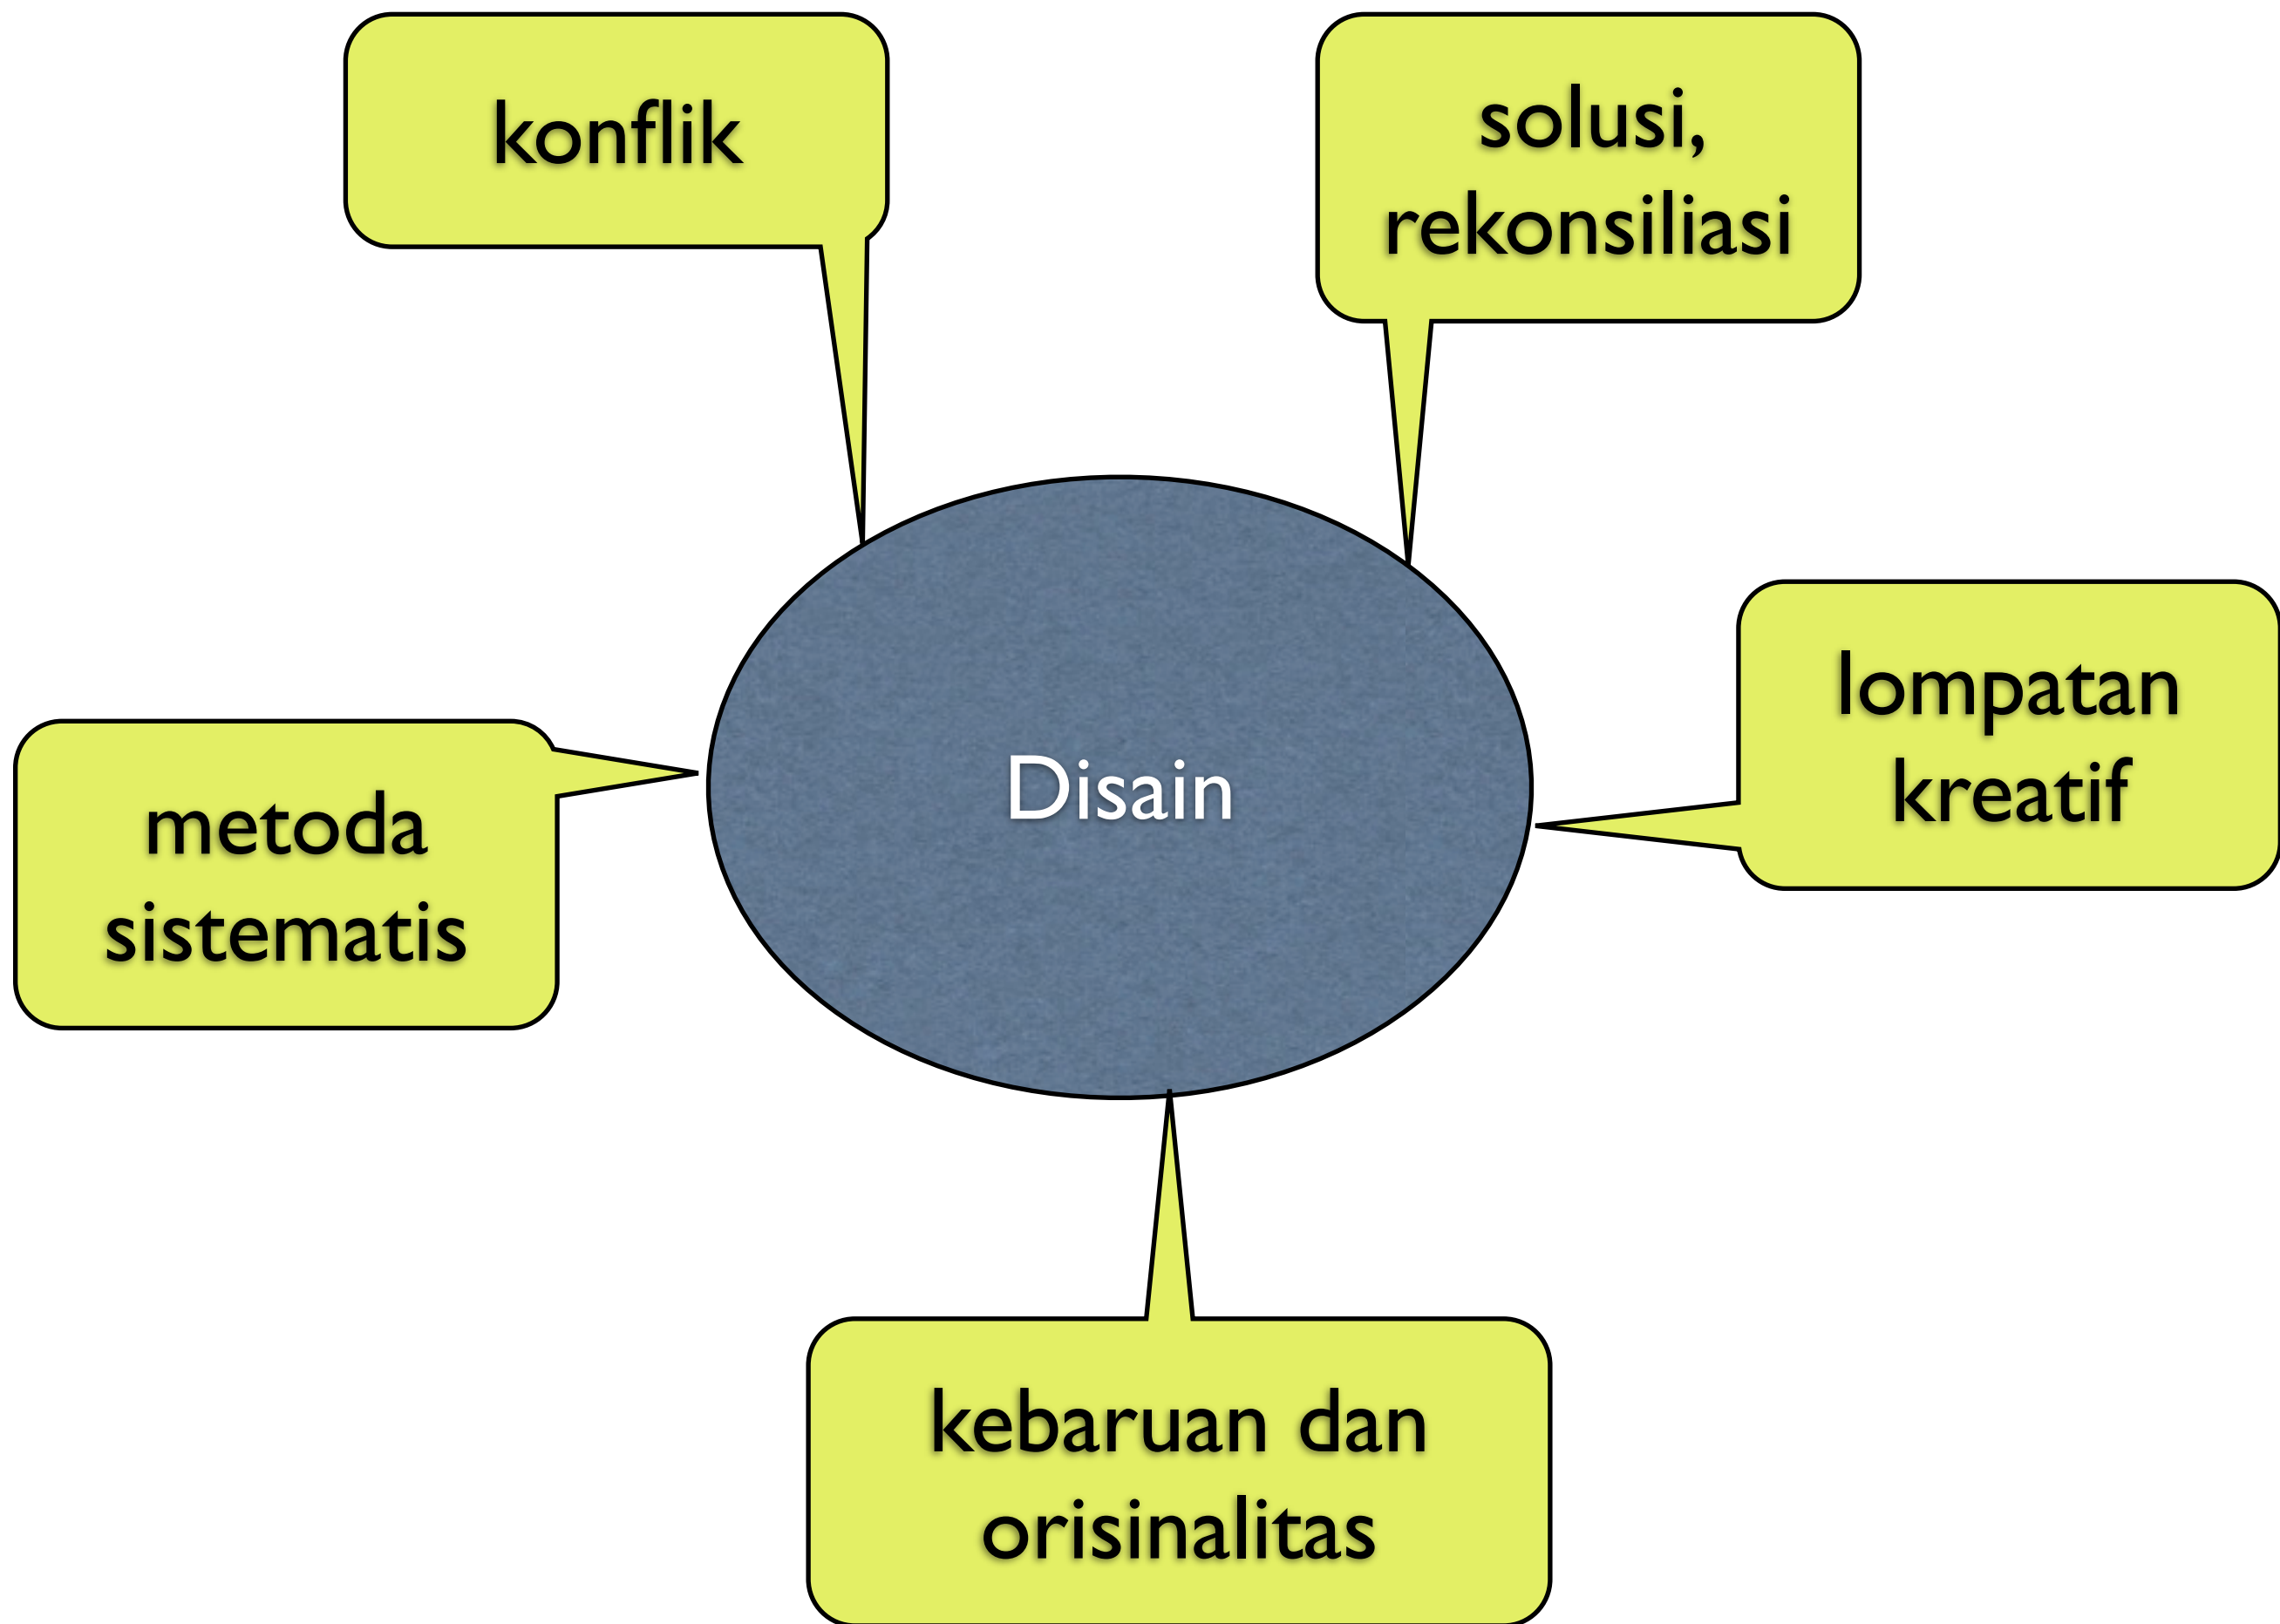 konflik
solusi,
rekonsiliasi
lompatan
kreatif
Disain
metoda
sistematis
kebaruan dan
orisinalitas